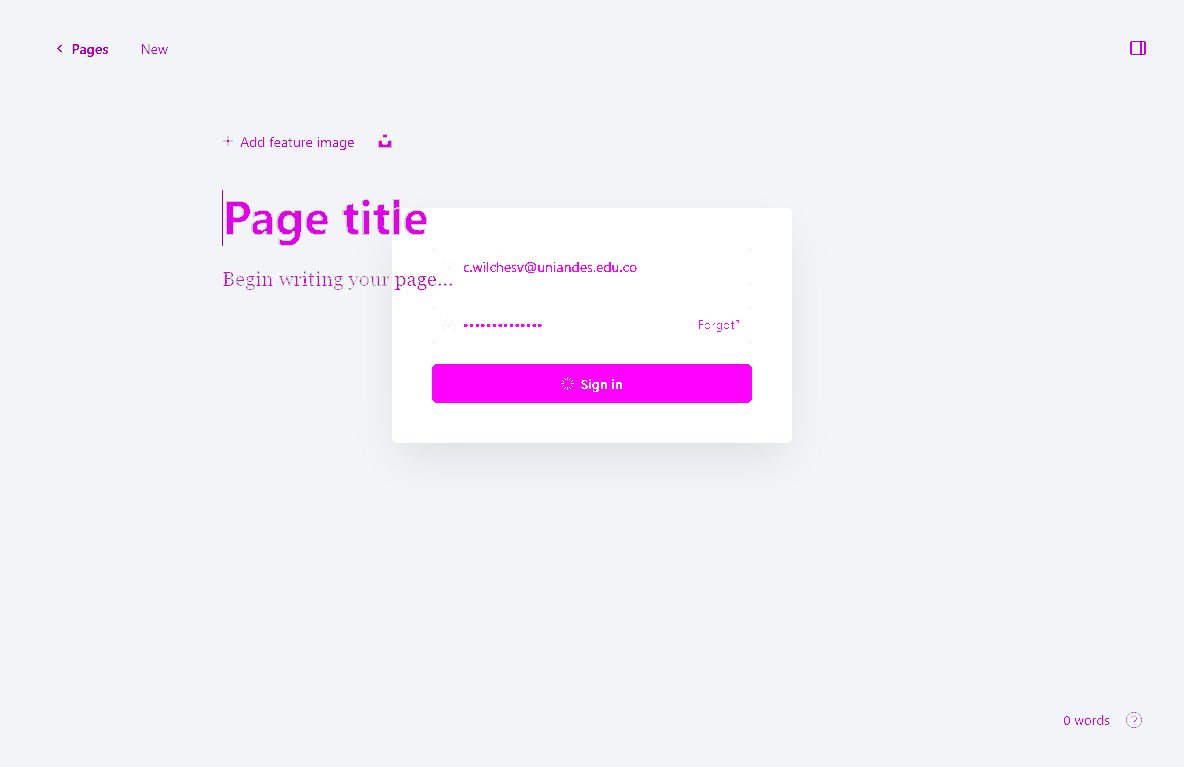 Pages New
Add feature image
Page title
c.wilchesv@uniandes.edu.co
Begin writing your page...
•••••••••••••• Forgot?
Sign in
0 words ?